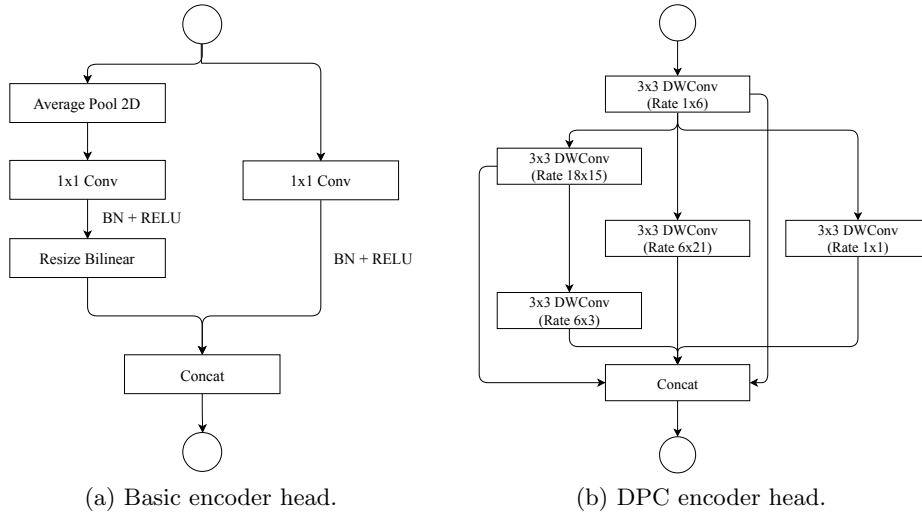 Average Pool 2D
1x1 Conv
BN + RELU
Resize Bilinear
1x1 Conv
BN + RELU
Concat
(a) Basic encoder head.
3x3 DWConv
(Rate 1x6)
3x3 DWConv
(Rate 18x15)
3x3 DWConv
(Rate 6x21)
3x3 DWConv
(Rate 1x1)
3x3 DWConv
(Rate 6x3)
Concat
(b) DPC encoder head.